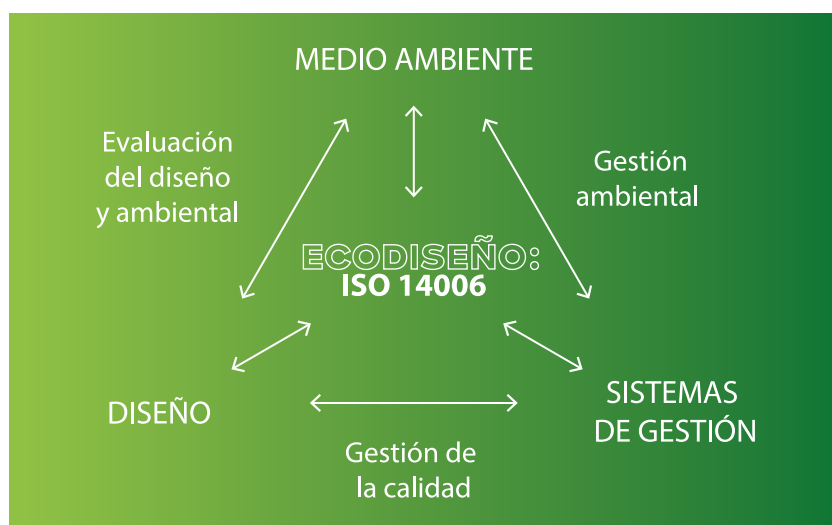 MEDIO AMBIENTE
Evaluación
del diseño
y ambiental
Gestión
ambiental
ECODISEÑO:
ISO 14006
DISEÑO
SISTEMAS
DE GESTIÓN
Gestión de
la calidad